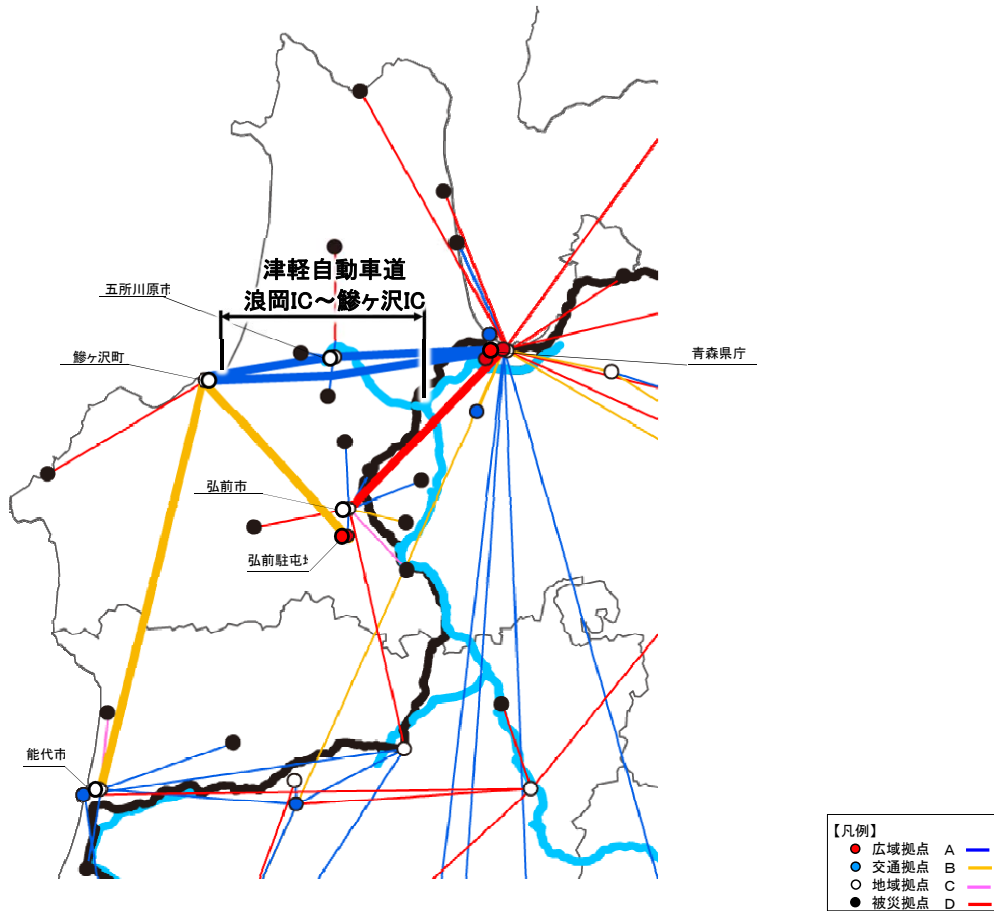 津軽自動車道
浪岡IC～鰺ヶ沢IC
五所川原市
鰺ヶ沢町
青森県庁
弘前市
弘前駐屯
能代市
【凡例】
広域拠点 A
交通拠点 B
地域拠点 C
被災拠点 D